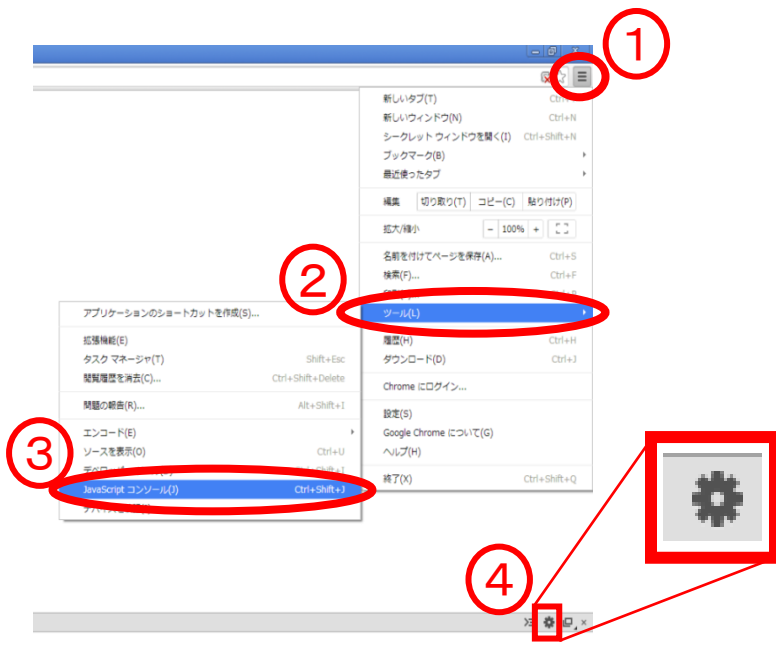 ①
新しいタブ(T)
新しいウィンドウ(N) Ctrl+N
シークレット ウィンドウを開く(I) Ctrl+Shift+N
ブックマーク(B)
最近使ったタブ
編集 切り取り(T) コピー(C) 貼り付け(P)
拡大/縮小 − 100% +
名前を付けてページを保存(A)... Ctrl+S
検索(F)... Ctrl+F
②
ツール(L)
履歴(H) Ctrl+H
ダウンロード(D) Ctrl+J
Chrome にログイン...
設定(S)
Google Chrome について(G)
ヘルプ(H)
終了(X) Ctrl+Shift+Q
アプリケーションのショートカットを作成(S)...
拡張機能(E)
タスク マネージャ(T) Shift+Esc
閲覧履歴を消去(C)... Ctrl+Shift+Delete
問題の報告(R)... Alt+Shift+I
エンコード(E)
ソースを表示(O) Ctrl+U
③
JavaScript コンソール(J) Ctrl+Shift+J
④